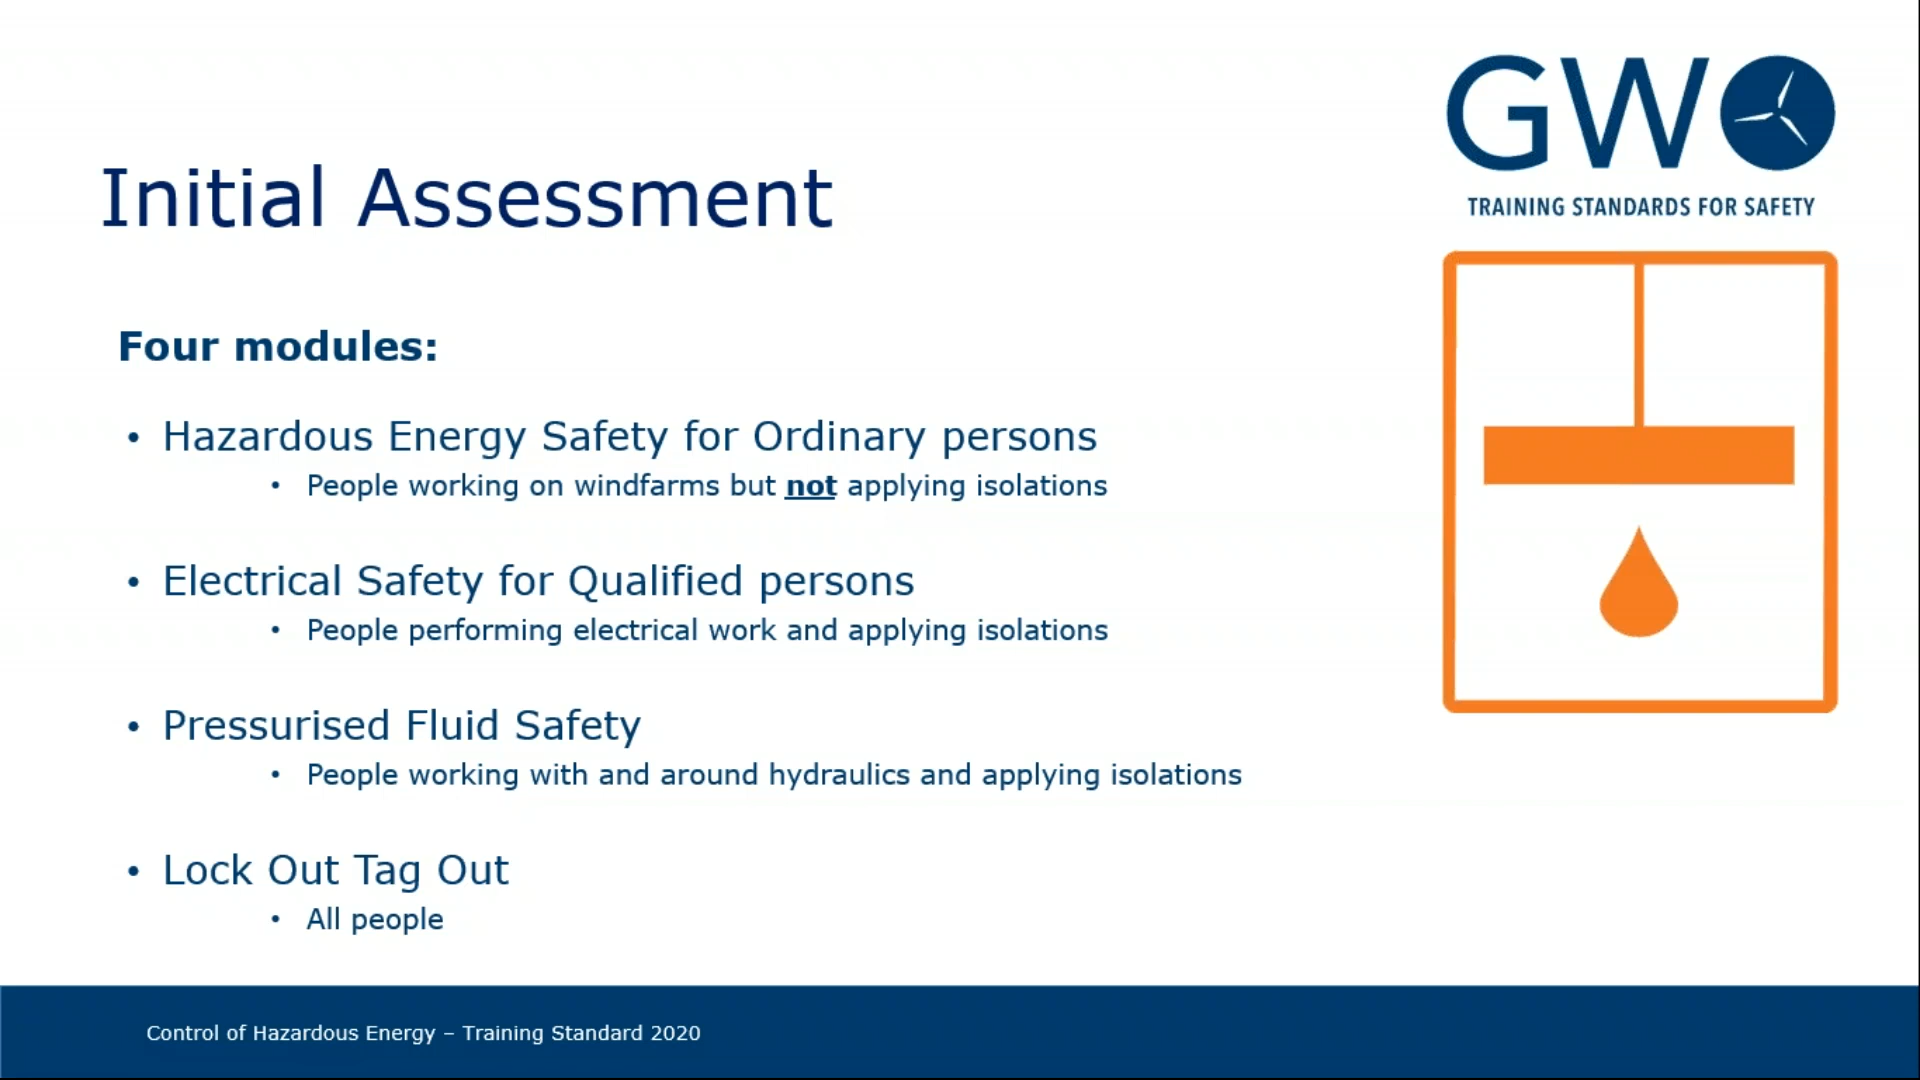 GWO
TRAINING STANDARDS FOR SAFETY
Initial Assessment
Four modules:
• Hazardous Energy Safety for Ordinary persons
• People working on windfarms but not applying isolations
• Electrical Safety for Qualified persons
• People performing electrical work and applying isolations
• Pressurised Fluid Safety
• People working with and around hydraulics and applying isolations
• Lock Out Tag Out
• All people
Control of Hazardous Energy – Training Standard 2020